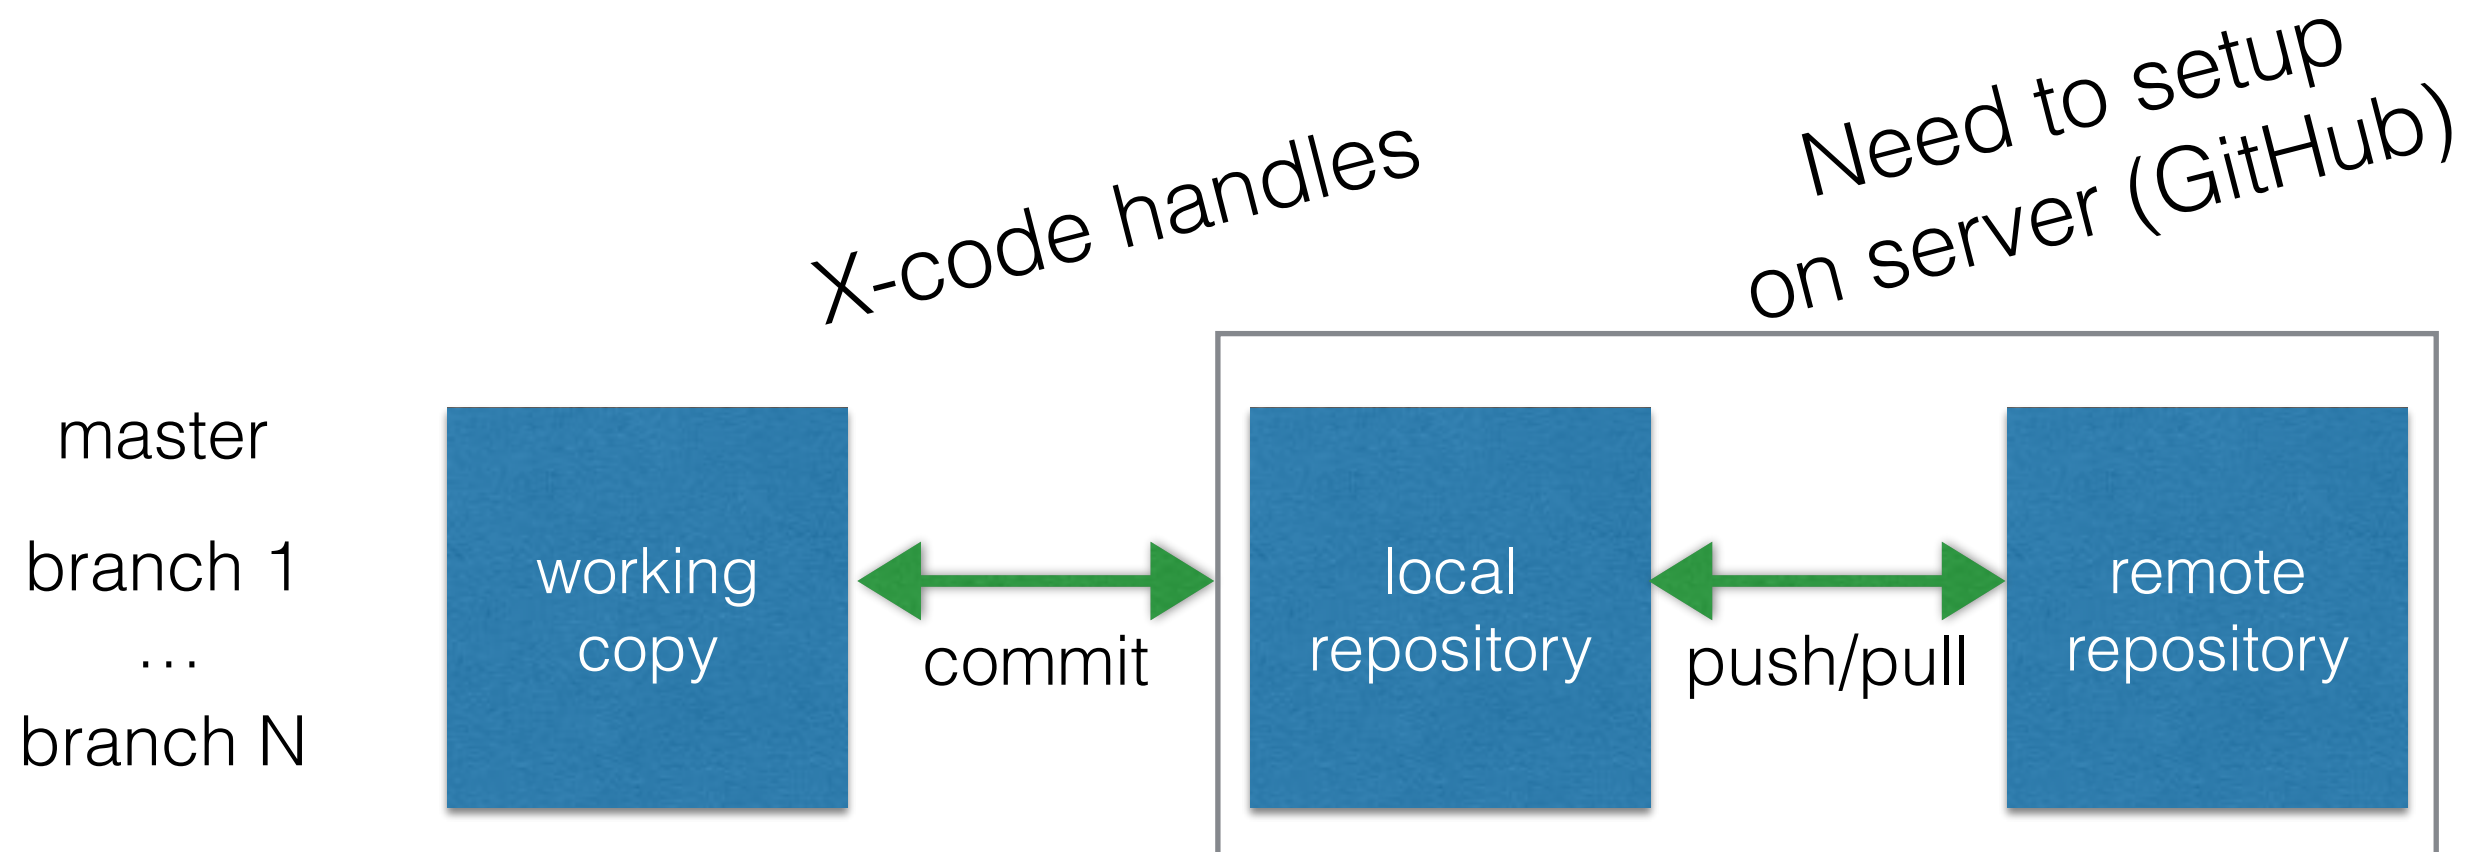 X-code handles
Need to setup
on server (GitHub)
master
branch 1
...
branch N
working
copy
commit
local
repository
push/pull
remote
repository